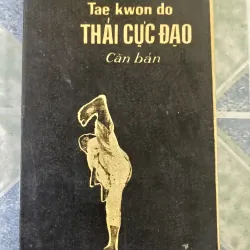 Tae kwon do
THÁI CỰC ĐẠO
Căn bản